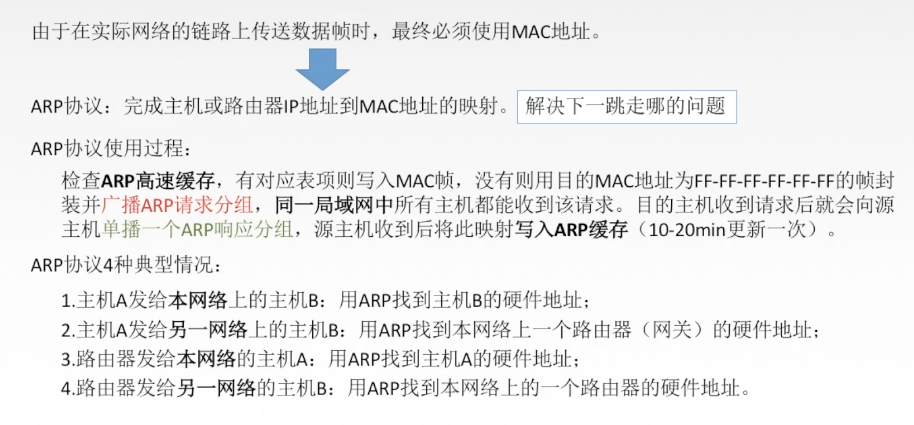 由于在实际网络的链路上传送数据帧时，最终必须使用MAC地址。
ARP协议：完成主机或路由器IP地址到MAC地址的映射。 解决下一跳走哪的问题
ARP协议使用过程：
检查ARP高速缓存，有对应表项则写入MAC帧，没有则用目的MAC地址为FF-FF-FF-FF-FF-FF的帧封
装并广播ARP请求分组，同一局域网中所有主机都能收到该请求。目的主机收到请求后就会向源
主机单播一个ARP响应分组，源主机收到后将此映射写入ARP缓存（10-20min更新一次）。
ARP协议4种典型情况：
1.主机A发给本网络上的主机B：用ARP找到主机B的硬件地址；
2.主机A发给另一网络上的主机B：用ARP找到本网络上一个路由器（网关）的硬件地址；
3.路由器发给本网络的主机A：用ARP找到主机A的硬件地址；
4.路由器发给另一网络的主机B：用ARP找到本网络上的一个路由器的硬件地址。